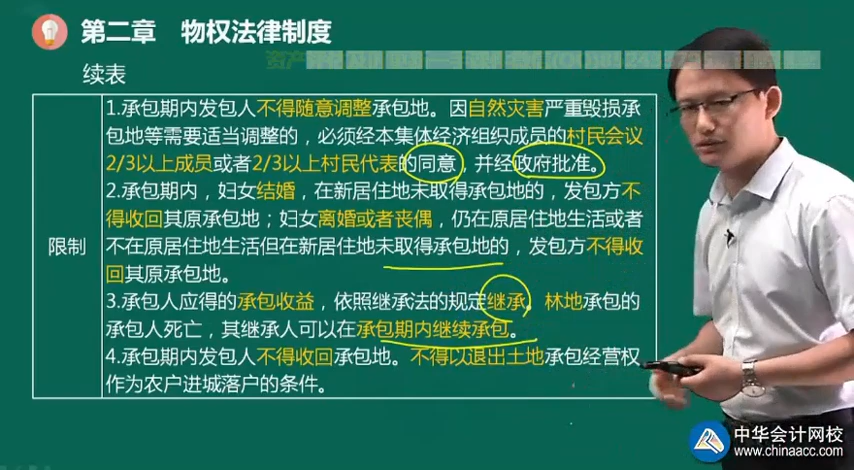 第二章 物权法律制度
续表
1.承包期内发包人不得随意调整承包地。因自然灾害严重毁损承
包地等需要适当调整的，必须经本集体经济组织成员的村民会议
2/3以上成员或者2/3以上村民代表的同意，并经政府批准。
2.承包期内，妇女结婚，在新居住地未取得承包地的，发包方不
得收回其原承包地；妇女离婚或者丧偶，仍在原居住地生活或者
不在原居住地生活但在新居住地未取得承包地的，发包方不得收
回其原承包地。
限制
3.承包人应得的承包收益，依照继承法的规定继承。林地承包的
承包人死亡，其继承人可以在承包期内继续承包。
4.承包期内发包人不得收回承包地。不得以退出土地承包经营权
作为农户进城落户的条件。
中华会计网校
www.chinaacc.com